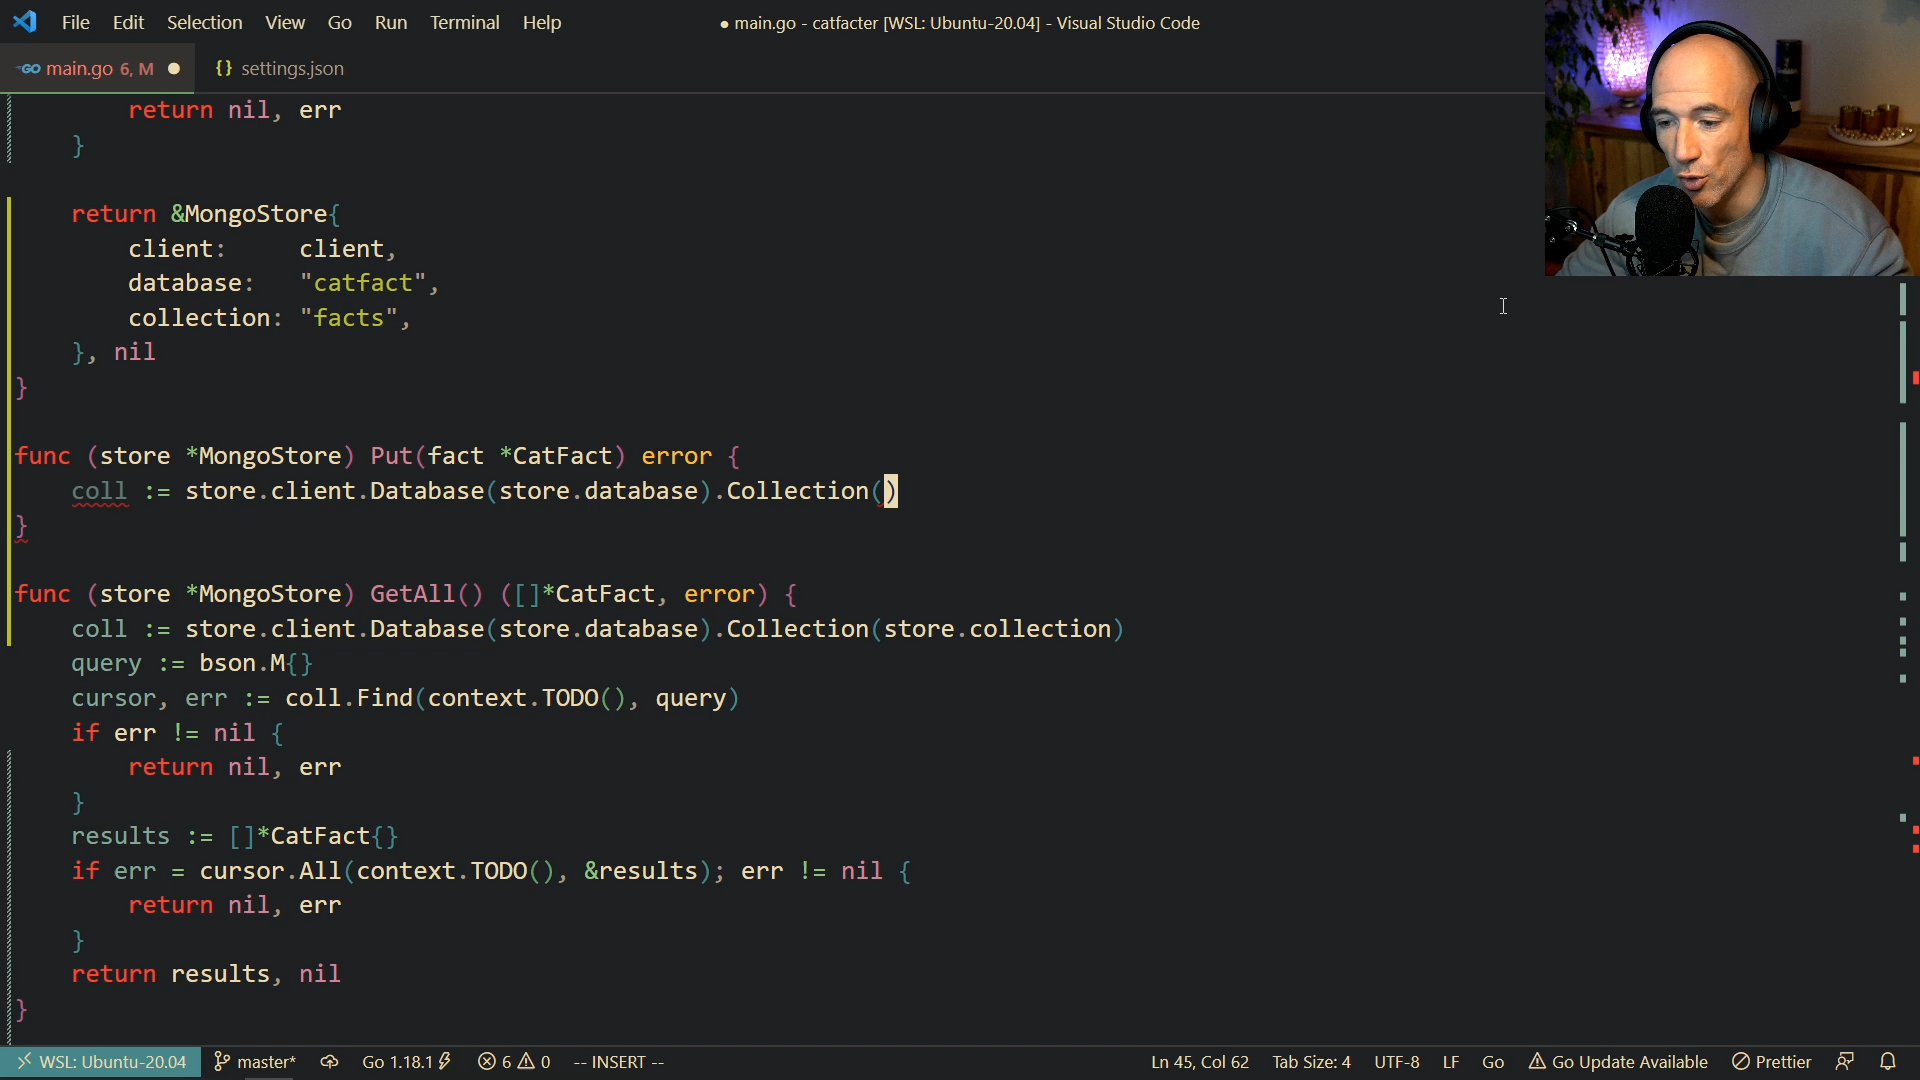 File Edit Selection View Go Run Terminal Help
● main.go - catfacter [WSL: Ubuntu-20.04] - Visual Studio Code
GO main.go 6, M ● {} settings.json
return nil, err
}
return &MongoStore{
client: client,
database: "catfact",
collection: "facts",
}, nil
}
func (store *MongoStore) Put(fact *CatFact) error {
coll := store.client.Database(store.database).Collection()
}
func (store *MongoStore) GetAll() ([]*CatFact, error) {
coll := store.client.Database(store.database).Collection(store.collection)
query := bson.M{}
cursor, err := coll.Find(context.TODO(), query)
if err != nil {
return nil, err
}
results := []*CatFact{}
if err = cursor.All(context.TODO(), &results); err != nil {
return nil, err
}
return results, nil
}
WSL: Ubuntu-20.04 master* Go 1.18.1 6 0 -- INSERT -- Ln 45, Col 62 Tab Size: 4 UTF-8 LF Go Go Update Available Prettier